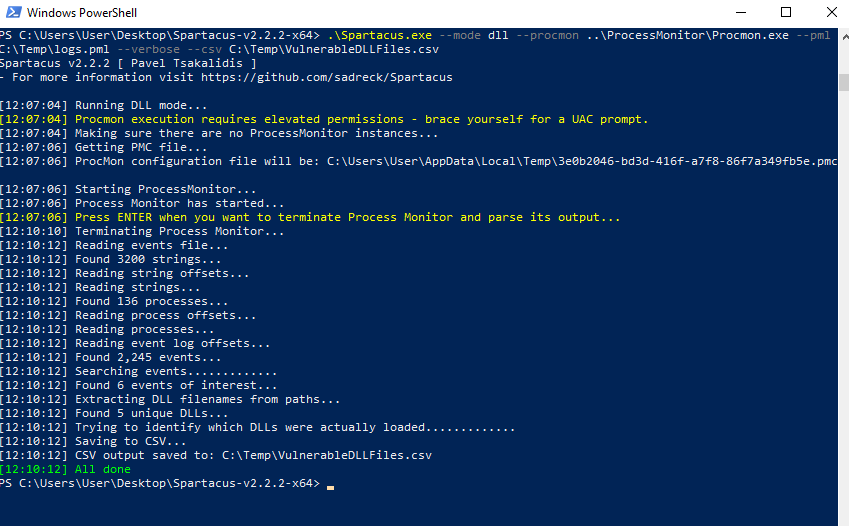 Windows PowerShell
PS C:\Users\User\Desktop\Spartacus-v2.2.2-x64> .\Spartacus.exe --mode dll --procmon ..\ProcessMonitor\Procmon.exe --pml
C:\Temp\logs.pml --verbose --csv C:\Temp\VulnerableDLLFiles.csv
Spartacus v2.2.2 [ Pavel Tsakalidis ]
- For more information visit https://github.com/sadreck/Spartacus
[12:07:04] Running DLL mode...
[12:07:04] Procmon execution requires elevated permissions - brace yourself for a UAC prompt.
[12:07:04] Making sure there are no ProcessMonitor instances...
[12:07:06] Getting PMC file...
[12:07:06] ProcMon configuration file will be: C:\Users\User\AppData\Local\Temp\3e0b2046-bd3d-416f-a7f8-86f7a349fb5e.pmc
[12:07:06] Starting ProcessMonitor...
[12:07:06] Process Monitor has started...
[12:07:06] Press ENTER when you want to terminate Process Monitor and parse its output...
[12:10:10] Terminating Process Monitor...
[12:10:12] Reading events file...
[12:10:12] Found 3200 strings...
[12:10:12] Reading string offsets...
[12:10:12] Reading strings...
[12:10:12] Found 136 processes...
[12:10:12] Reading process offsets...
[12:10:12] Reading processes...
[12:10:12] Reading event log offsets...
[12:10:12] Found 2,245 events...
[12:10:12] Searching events.............
[12:10:12] Found 6 events of interest...
[12:10:12] Extracting DLL filenames from paths...
[12:10:12] Found 5 unique DLLs...
[12:10:12] Trying to identify which DLLs were actually loaded.............
[12:10:12] Saving to CSV...
[12:10:12] CSV output saved to: C:\Temp\VulnerableDLLFiles.csv
[12:10:12] All done
PS C:\Users\User\Desktop\Spartacus-v2.2.2-x64>